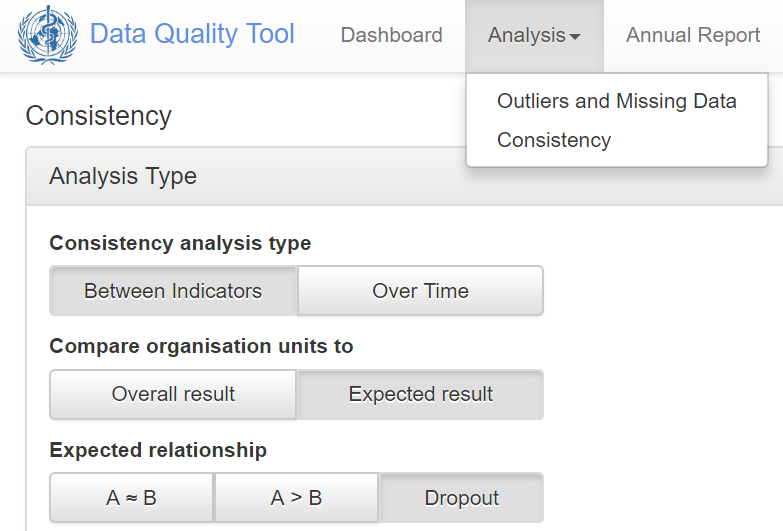 Data Quality Tool Dashboard Analysis Annual Report
Outliers and Missing Data
Consistency
Consistency
Analysis Type
Consistency analysis type
Between Indicators Over Time
Compare organisation units to
Overall result Expected result
Expected relationship
A ≈ B A > B Dropout